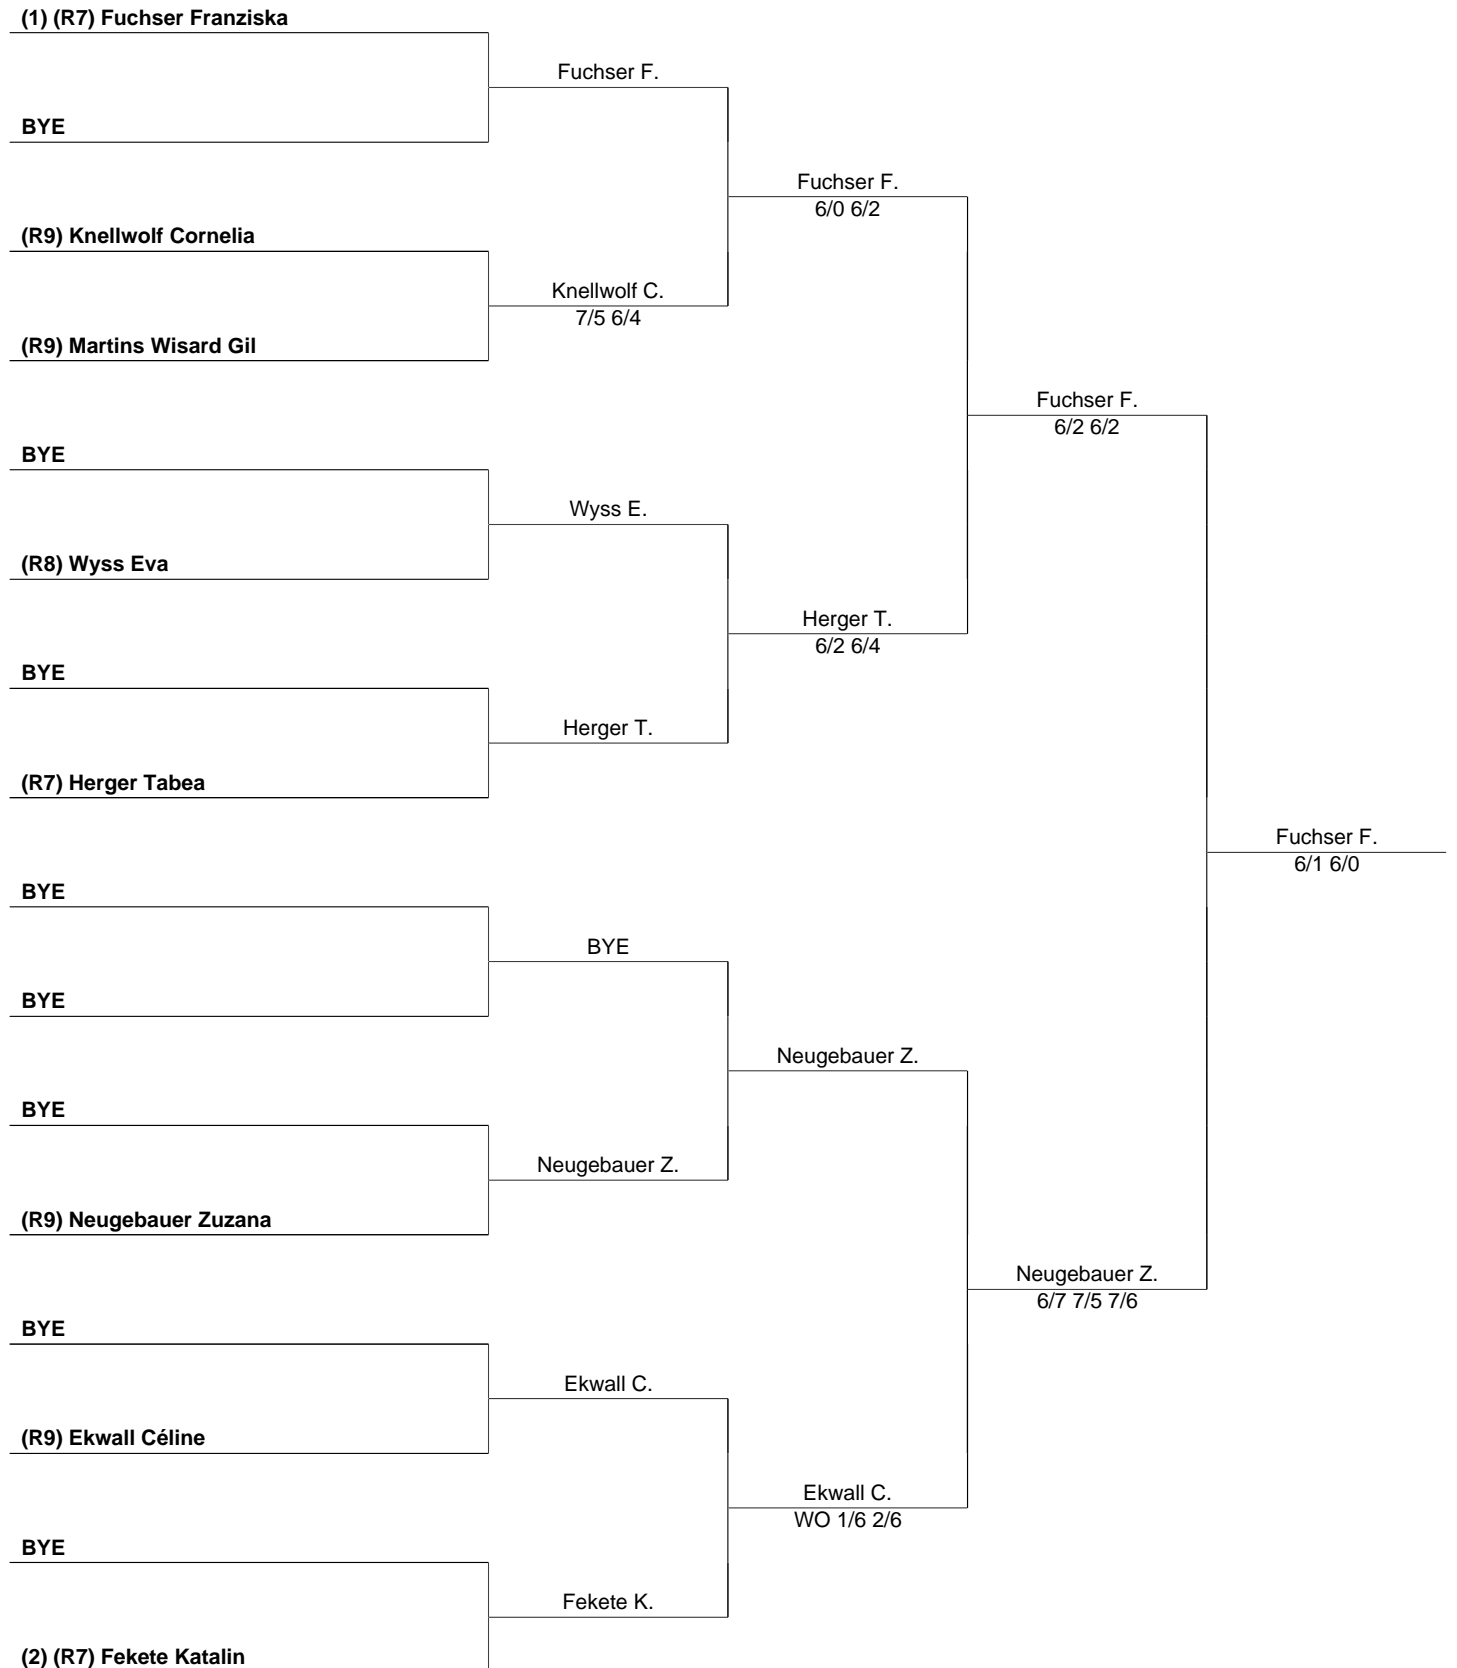 (1) (R7) Fuchser Franziska
Fuchser F.
BYE
Fuchser F.
6/0 6/2
(R9) Knellwolf Cornelia
Knellwolf C.
7/5 6/4
(R9) Martins Wisard Gil
Fuchser F.
6/2 6/2
BYE
Wyss E.
(R8) Wyss Eva
Herger T.
6/2 6/4
BYE
Herger T.
(R7) Herger Tabea
Fuchser F.
6/1 6/0
BYE
BYE
BYE
Neugebauer Z.
BYE
Neugebauer Z.
(R9) Neugebauer Zuzana
Neugebauer Z.
6/7 7/5 7/6
BYE
Ekwall C.
(R9) Ekwall Céline
Ekwall C.
WO 1/6 2/6
BYE
Fekete K.
(2) (R7) Fekete Katalin